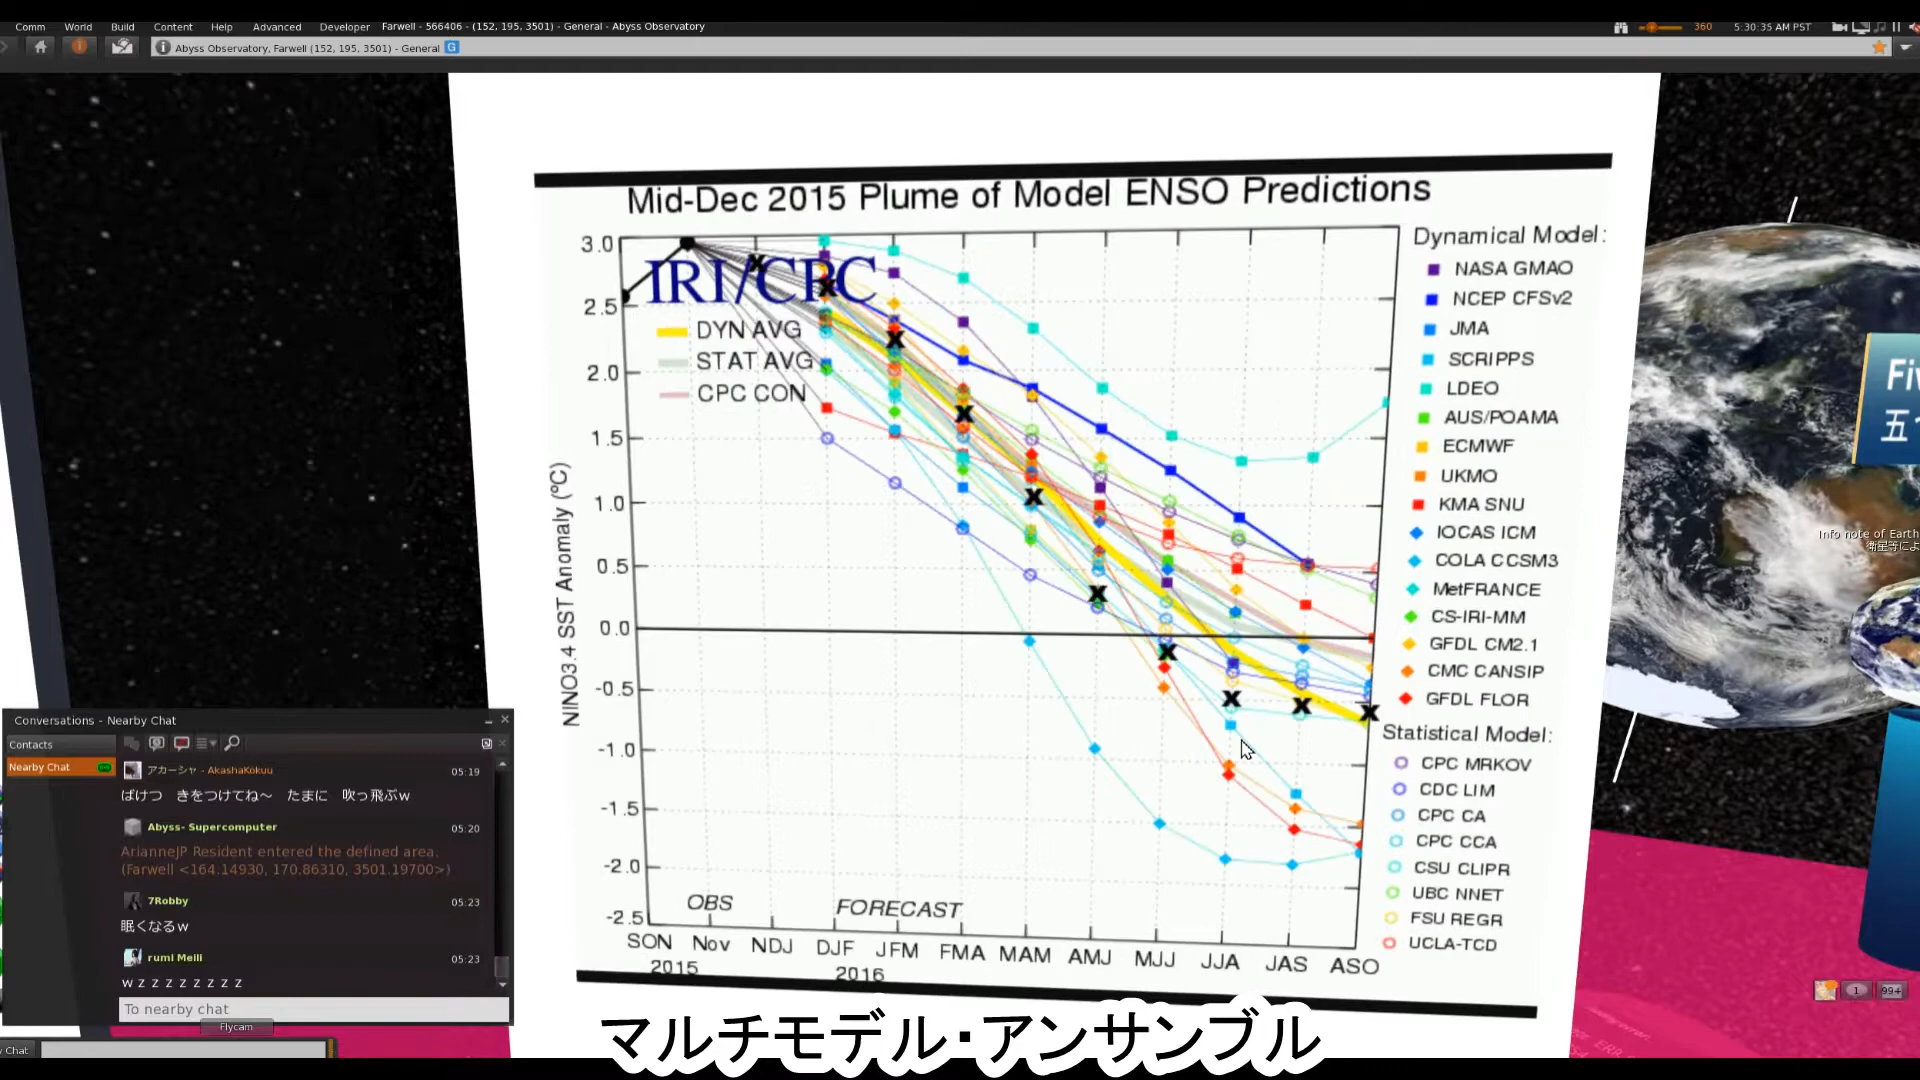 Comm World Build Content Help Advanced Developer Farwell - 566406 - (152, 195, 3501) - General - Abyss Observatory
360 5:30:35 AM PST
Abyss Observatory, Farwell (152, 195, 3501) - General G
Mid-Dec 2015 Plume of Model ENSO Predictions
IRI/CPC
DYN AVG
STAT AVG
CPC CON
NINO3.4 SST Anomaly (ºC)
3.0
2.5
2.0
1.5
1.0
0.5
0.0
-0.5
-1.0
-1.5
-2.0
-2.5
OBS FORECAST
SON Nov NDJ DJF JFM FMA MAM AMJ MJJ JJA JAS ASO
2015 2016
Dynamical Model:
NASA GMAO
NCEP CFSv2
JMA
SCRIPPS
LDEO
AUS/POAMA
ECMWF
UKMO
KMA SNU
IOCAS ICM
COLA CCSM3
MetFRANCE
CS-IRI-MM
GFDL CM2.1
CMC CANSIP
GFDL FLOR
Statistical Model:
CPC MRKOV
CDC LIM
CPC CA
CPC CCA
CSU CLIPR
UBC NNET
FSU REGR
UCLA-TCD
Info note of Earth
衛星等によ
1 99+
Conversations - Nearby Chat
Contacts
Nearby Chat
アカーシャ - AkashaKokuu 05:19
ばけつ きをつけてね～ たまに 吹っ飛ぶｗ
Abyss- Supercomputer 05:20
ArianneJP Resident entered the defined area.
(Farwell <164.14930, 170.86310, 3501.19700>)
7Robby 05:23
眠くなるｗ
rumi Meili 05:23
ｗｚｚｚｚｚｚｚｚ
To nearby chat
Flycam
y Chat
マルチモデル・アンサンブル